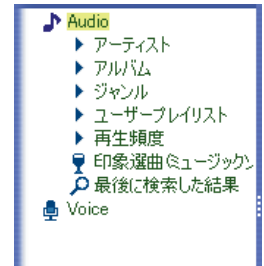 Audio
アーティスト
アルバム
ジャンル
ユーザープレイリスト
再生頻度
印象選曲(ミュージックソ
最後に検索した結果
Voice